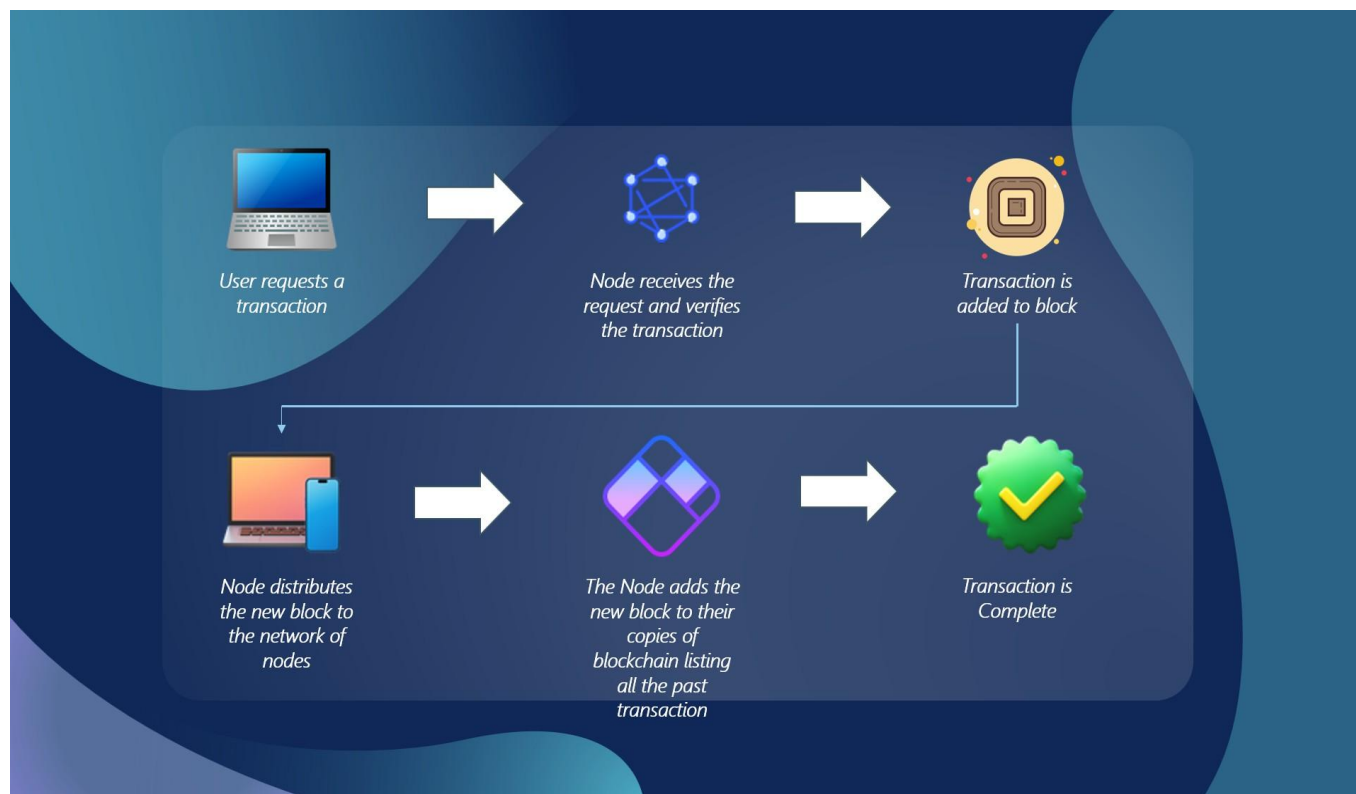 User requests a
transaction
Node receives the
request and verifies
the transaction
Transaction is
added to block
Node distributes
the new block to
the network of
nodes
The Node adds the
new block to their
copies of
blockchain listing
all the past
transaction
Transaction is
Complete